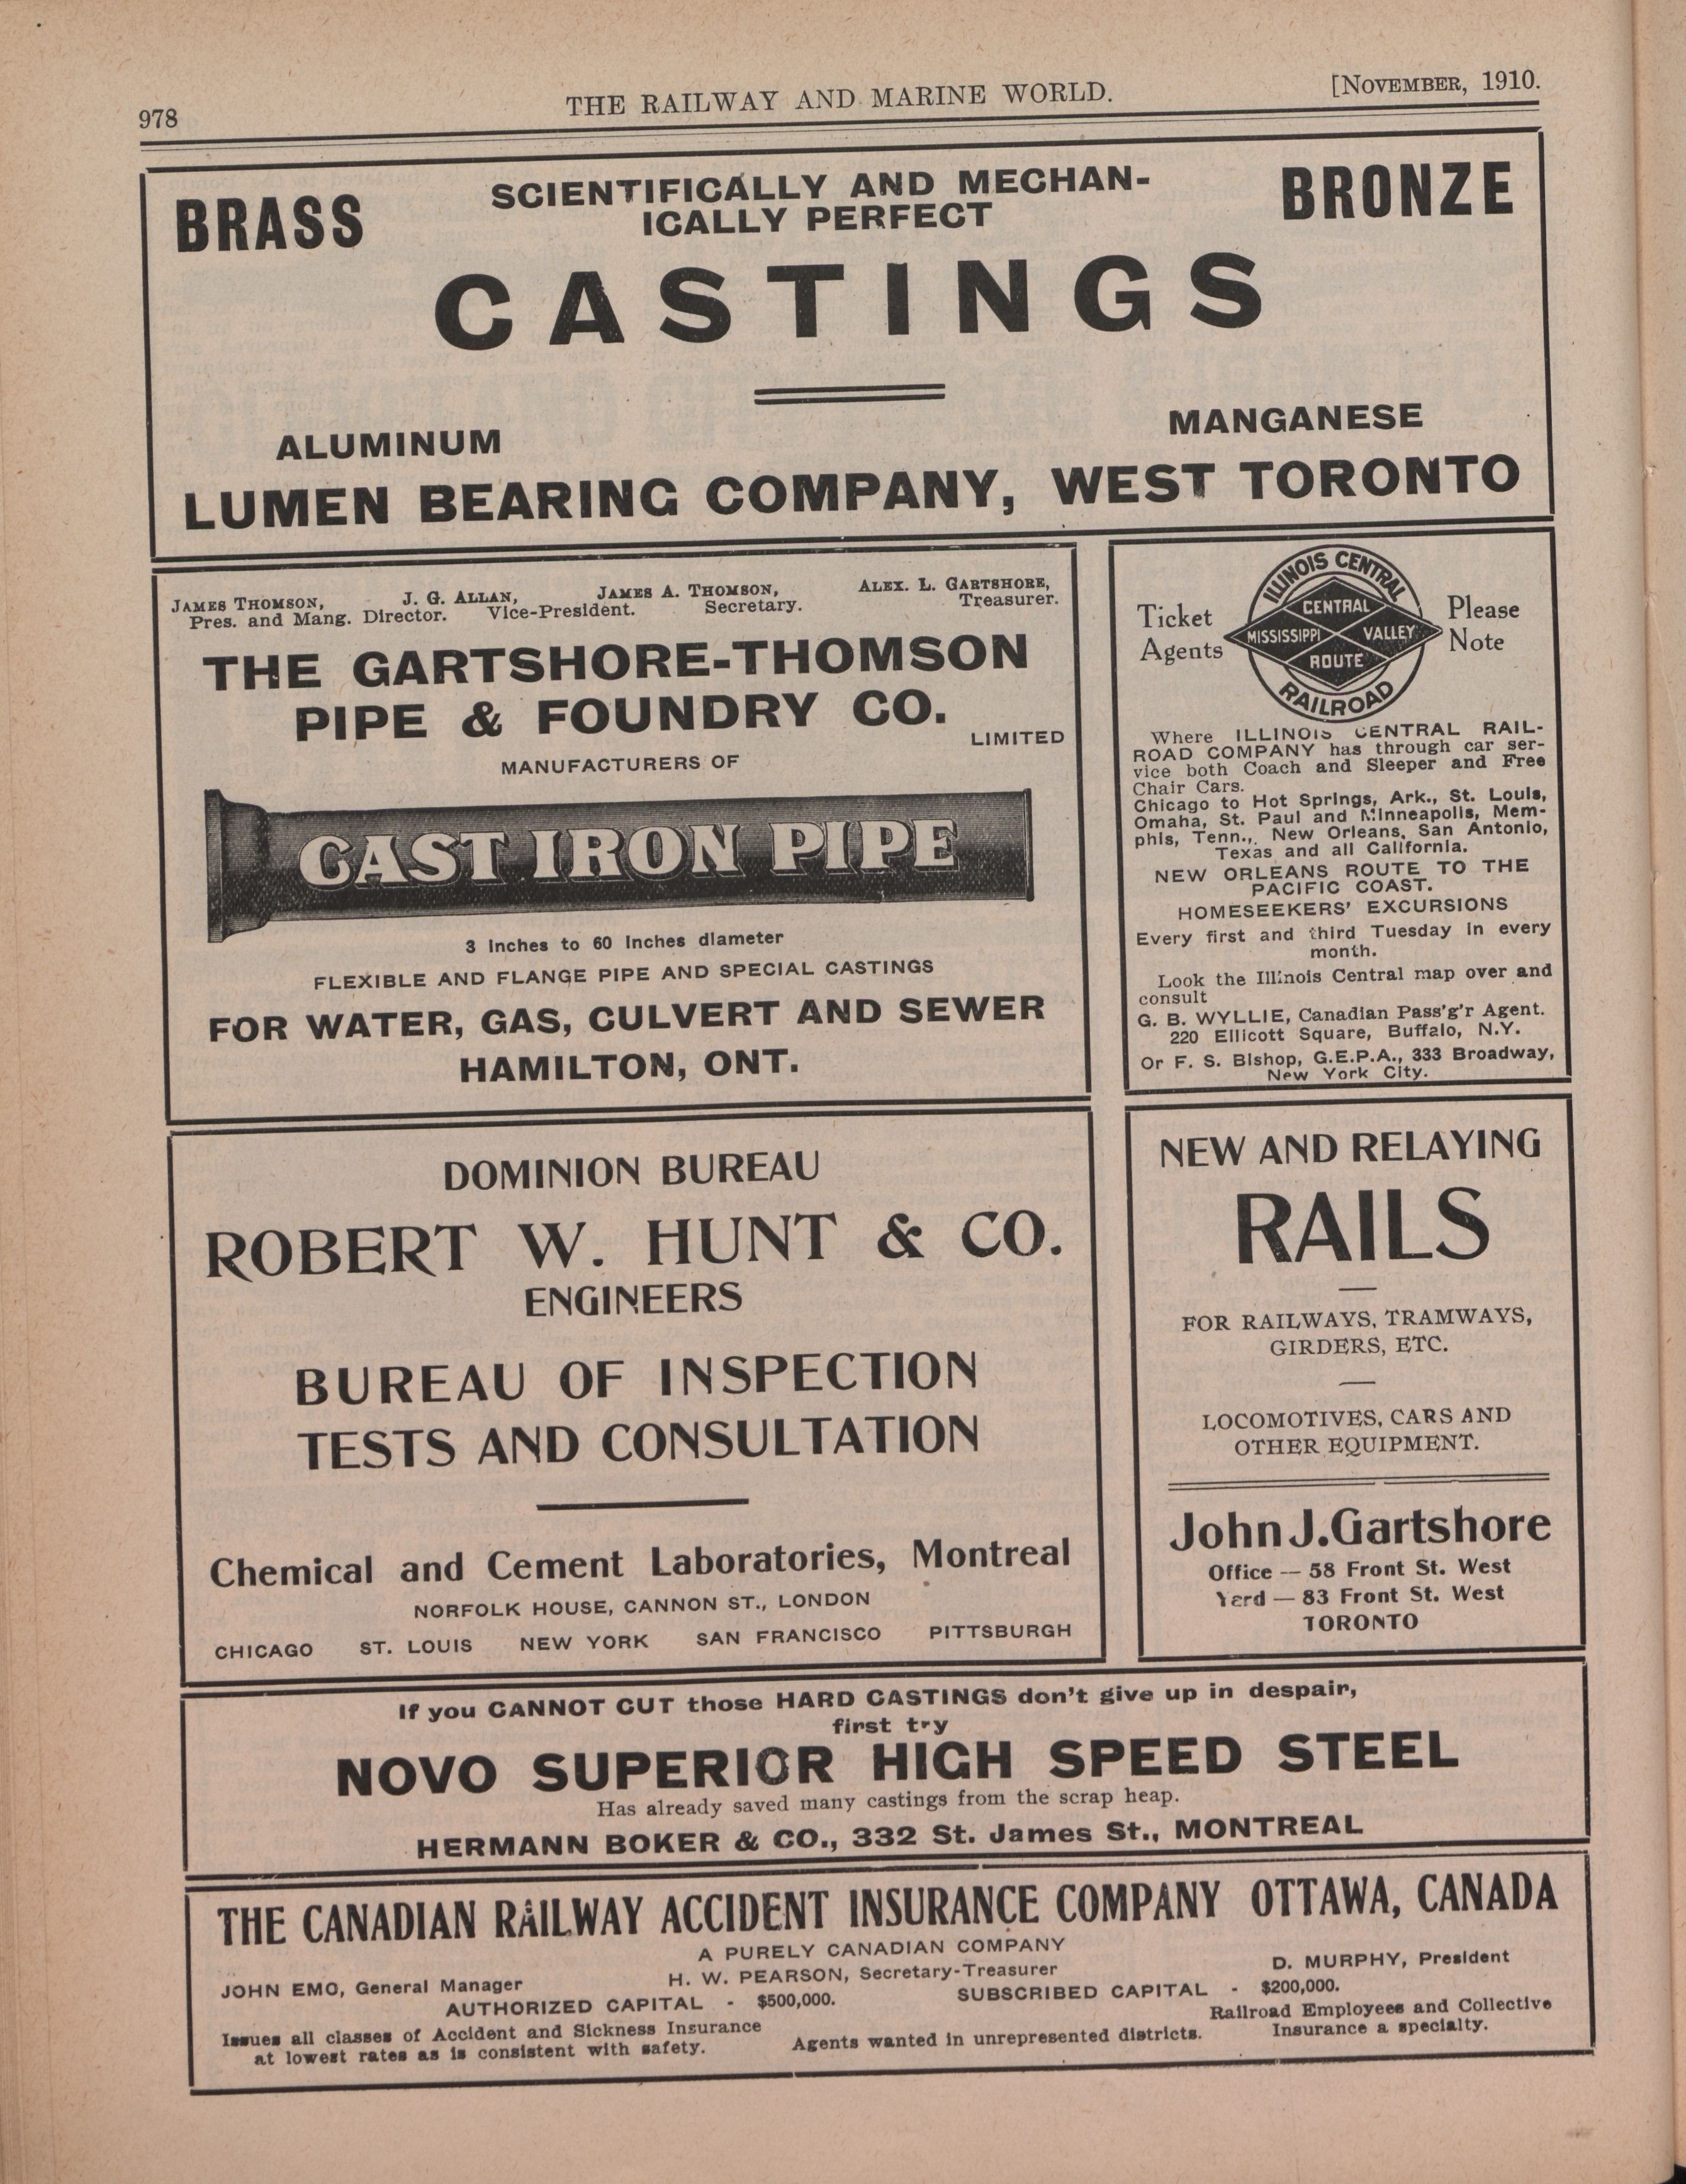 978
THE RAILWAY AND MARINE WORLD.
[NOVEMBER, 1910.
BRASS
SCIENTIFICALLY AND MECHAN-
ICALLY PERFECT
BRONZE
CASTINGS
ALUMINUM
MANGANESE
LUMEN BEARING COMPANY, WEST TORONTO
JAMES THOMSON,
Pres. and Mang. Director.
J. G. ALLAN,
Vice-President.
JAMES A. THOMSON,
Secretary.
ALEX. L. GARTSHORE,
Treasurer.
THE GARTSHORE-THOMSON
PIPE & FOUNDRY CO.
LIMITED
MANUFACTURERS OF
CAST IRON PIPE
3 Inches to 60 Inches diameter
FLEXIBLE AND FLANGE PIPE AND SPECIAL CASTINGS
FOR WATER, GAS, CULVERT AND SEWER
HAMILTON, ONT.
Ticket
Agents
ILLINOIS CENTRAL
CENTRAL
MISSISSIPPI VALLEY
ROUTE
RAILROAD
Please
Note
Where ILLINOIS CENTRAL RAIL-
ROAD COMPANY has through car ser-
vice both Coach and Sleeper and Free
Chair Cars.
Chicago to Hot Springs, Ark., St. Louis,
Omaha, St. Paul and Minneapolis, Mem-
phis, Tenn., New Orleans, San Antonio,
Texas and all California.
NEW ORLEANS ROUTE TO THE
PACIFIC COAST.
HOMESEEKERS' EXCURSIONS
Every first and third Tuesday in every
month.
Look the Illinois Central map over and
consult
G. B. WYLLIE, Canadian Pass'g'r Agent.
220 Ellicott Square, Buffalo, N.Y.
Or F. S. Bishop, G.E.P.A., 333 Broadway,
New York City.
DOMINION BUREAU
ROBERT W. HUNT & CO.
ENGINEERS
BUREAU OF INSPECTION
TESTS AND CONSULTATION
Chemical and Cement Laboratories, Montreal
NORFOLK HOUSE, CANNON ST., LONDON
CHICAGO ST. LOUIS NEW YORK SAN FRANCISCO PITTSBURGH
NEW AND RELAYING
RAILS
FOR RAILWAYS, TRAMWAYS,
GIRDERS, ETC.
LOCOMOTIVES, CARS AND
OTHER EQUIPMENT.
John J. Gartshore
Office — 58 Front St. West
Yard — 83 Front St. West
TORONTO
If you CANNOT CUT those HARD CASTINGS don't give up in despair,
first try
NOVO SUPERIOR HIGH SPEED STEEL
Has already saved many castings from the scrap heap.
HERMANN BOKER & CO., 332 St. James St., MONTREAL
THE CANADIAN RAILWAY ACCIDENT INSURANCE COMPANY OTTAWA, CANADA
A PURELY CANADIAN COMPANY
JOHN EMO, General Manager
H. W. PEARSON, Secretary-Treasurer
D. MURPHY, President
AUTHORIZED CAPITAL - $500,000.
SUBSCRIBED CAPITAL - $200,000.
Issues all classes of Accident and Sickness Insurance
at lowest rates as is consistent with safety.
Agents wanted in unrepresented districts.
Railroad Employees and Collective
Insurance a specialty.